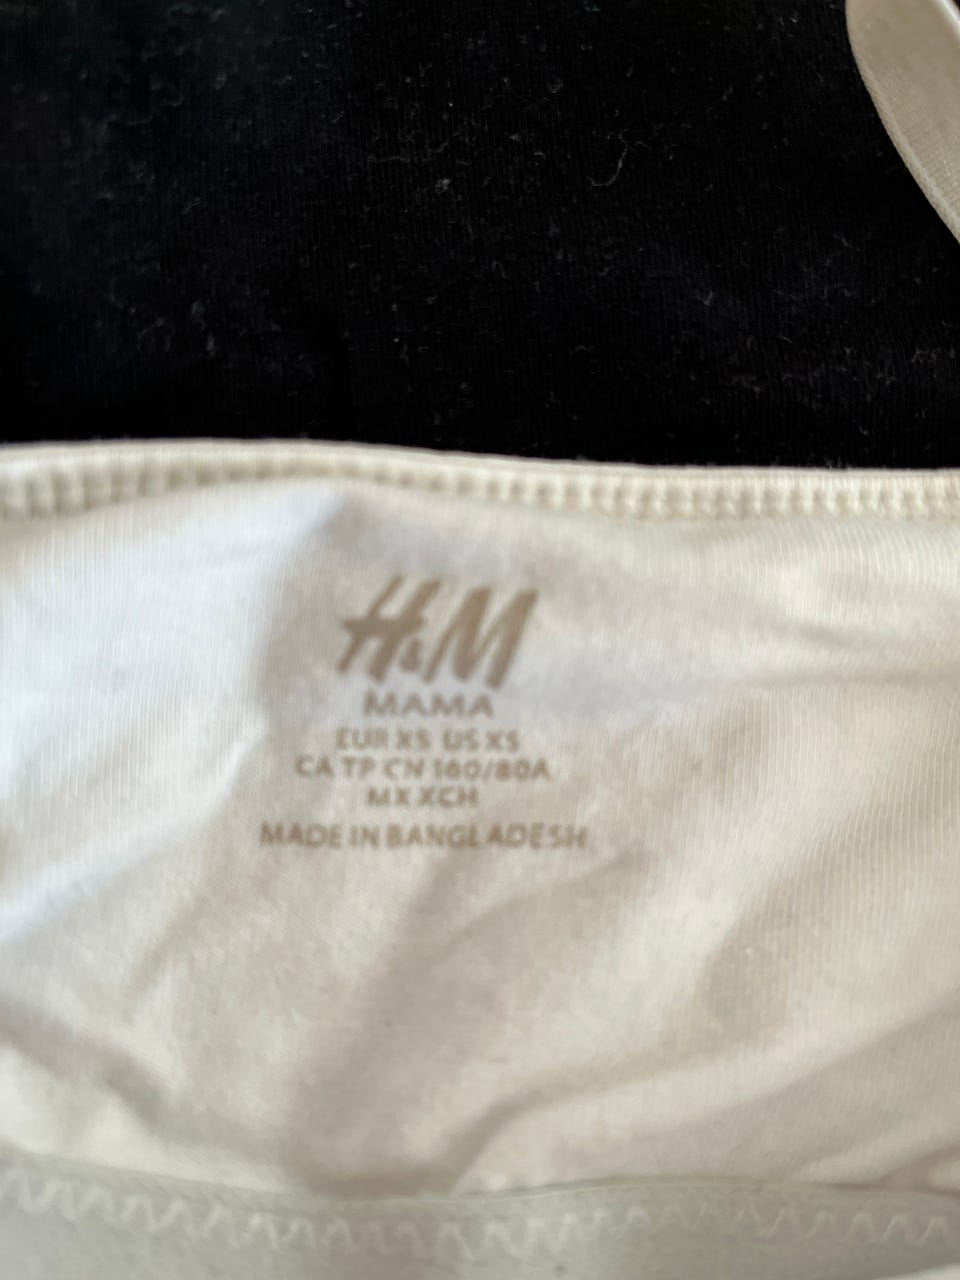 H&M
MAMA
EUR XS US XS
CA TP CN 160/80A
MX XCH
MADE IN BANGLADESH